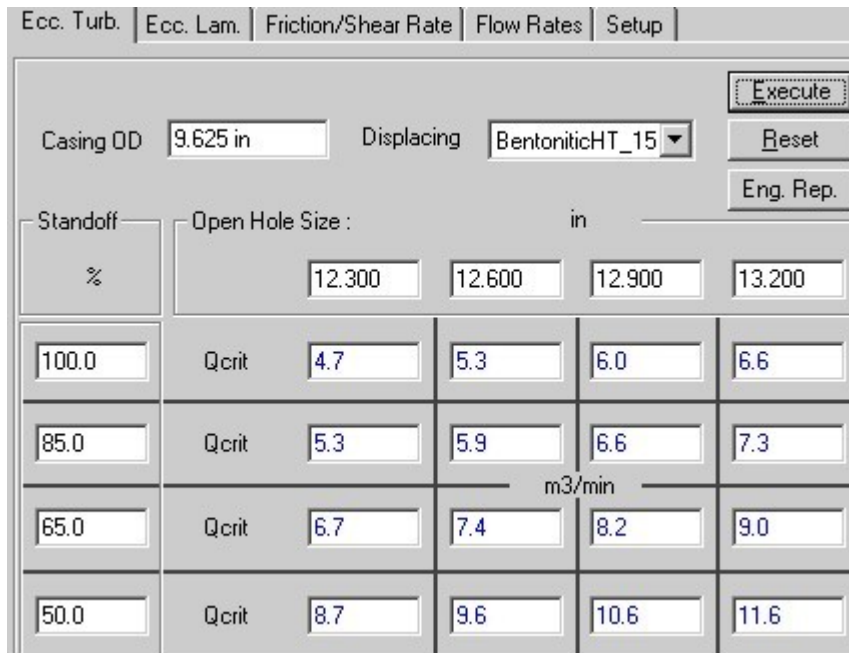 Ecc. Turb. Ecc. Lam. Friction/Shear Rate Flow Rates Setup
Execute
Casing OD 9.625 in Displacing BentoniticHT_15 Reset
Eng. Rep.
Standoff Open Hole Size : in
% 12.300 12.600 12.900 13.200
100.0 Qcrit 4.7 5.3 6.0 6.6
85.0 Qcrit 5.3 5.9 6.6 7.3
m3/min
65.0 Qcrit 6.7 7.4 8.2 9.0
50.0 Qcrit 8.7 9.6 10.6 11.6